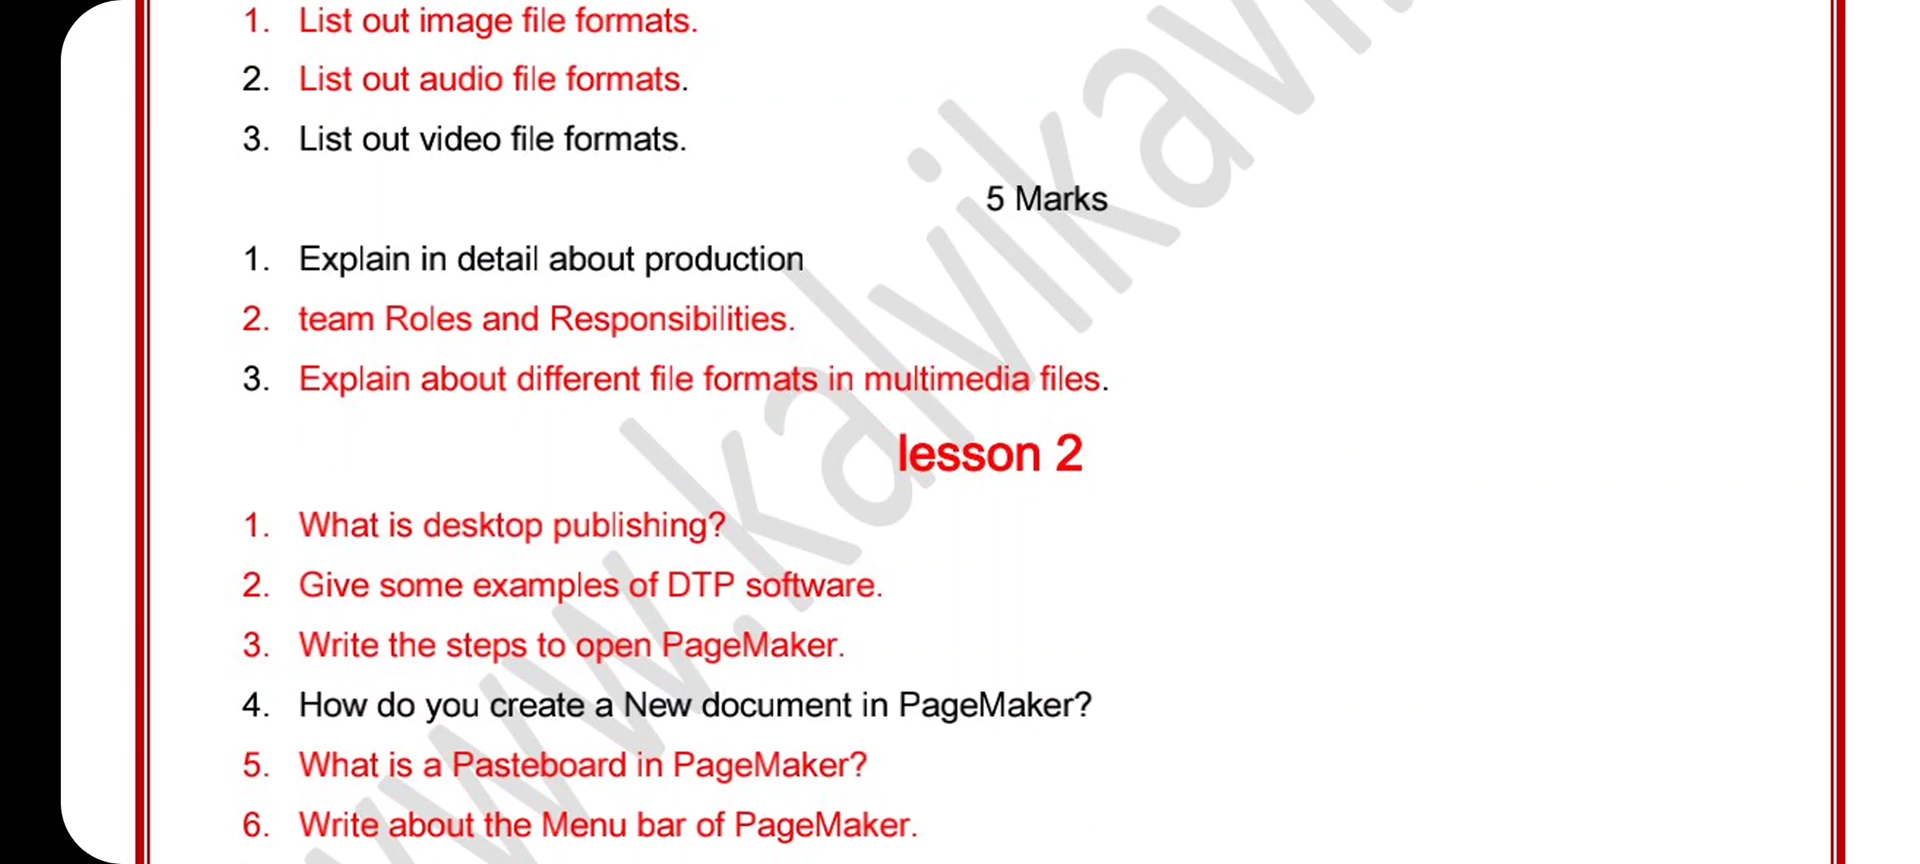 1. List out image file formats.
2. List out audio file formats.
3. List out video file formats.
5 Marks
1. Explain in detail about production
2. team Roles and Responsibilities.
3. Explain about different file formats in multimedia files.
lesson 2
1. What is desktop publishing?
2. Give some examples of DTP software.
3. Write the steps to open PageMaker.
4. How do you create a New document in PageMaker?
5. What is a Pasteboard in PageMaker?
6. Write about the Menu bar of PageMaker.